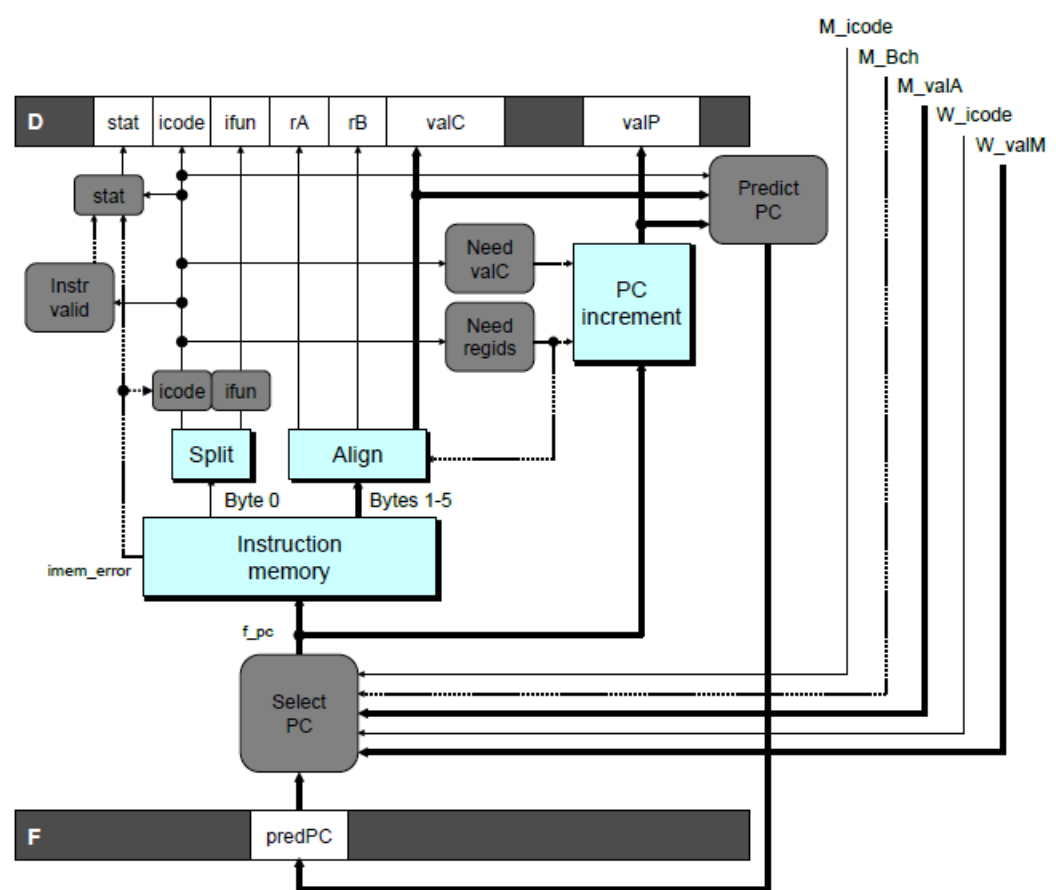 M_icode
M_Bch
M_valA
W_icode
W_valM
D
stat
icode
ifun
rA
rB
valC
valP
stat
Predict
PC
Need
valC
Instr
valid
PC
increment
Need
regids
icode
ifun
Split
Align
Byte 0
Bytes 1-5
Instruction
memory
imem_error
f_pc
Select
PC
F
predPC